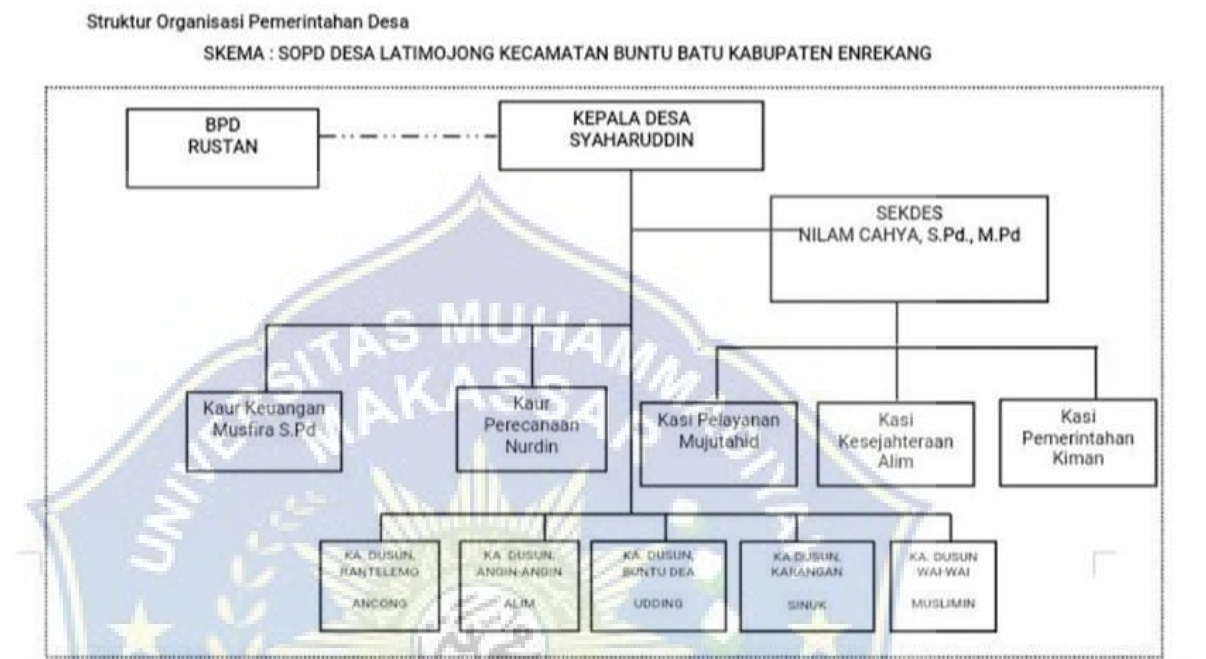 Struktur Organisasi Pemerintahan Desa
SKEMA : SOPD DESA LATIMOJONG KECAMATAN BUNTU BATU KABUPATEN ENREKANG
BPD
RUSTAN
KEPALA DESA
SYAHARUDDIN
SEKDES
NILAM CAHYA, S.Pd., M.Pd
UNIVERSITAS MUHAMMADIYAH
MAKASSAR
Kaur Keuangan
Musfira S.Pd
Kaur
Perecanaan
Nurdin
Kasi Pelayanan
Mujutahid
Kasi
Kesejahteraan
Alim
Kasi
Pemerintahan
Kiman
KA. DUSUN.
RANTELEMO
ANCONG
KA. DUSUN.
ANGIN-ANGIN
ALIM
KA. DUSUN.
BUNTU DEA
UDDING
KA.DUSUN.
KARANGAN
SINUK
KA. DUSUN
WAI-WAI
MUSLIMIN